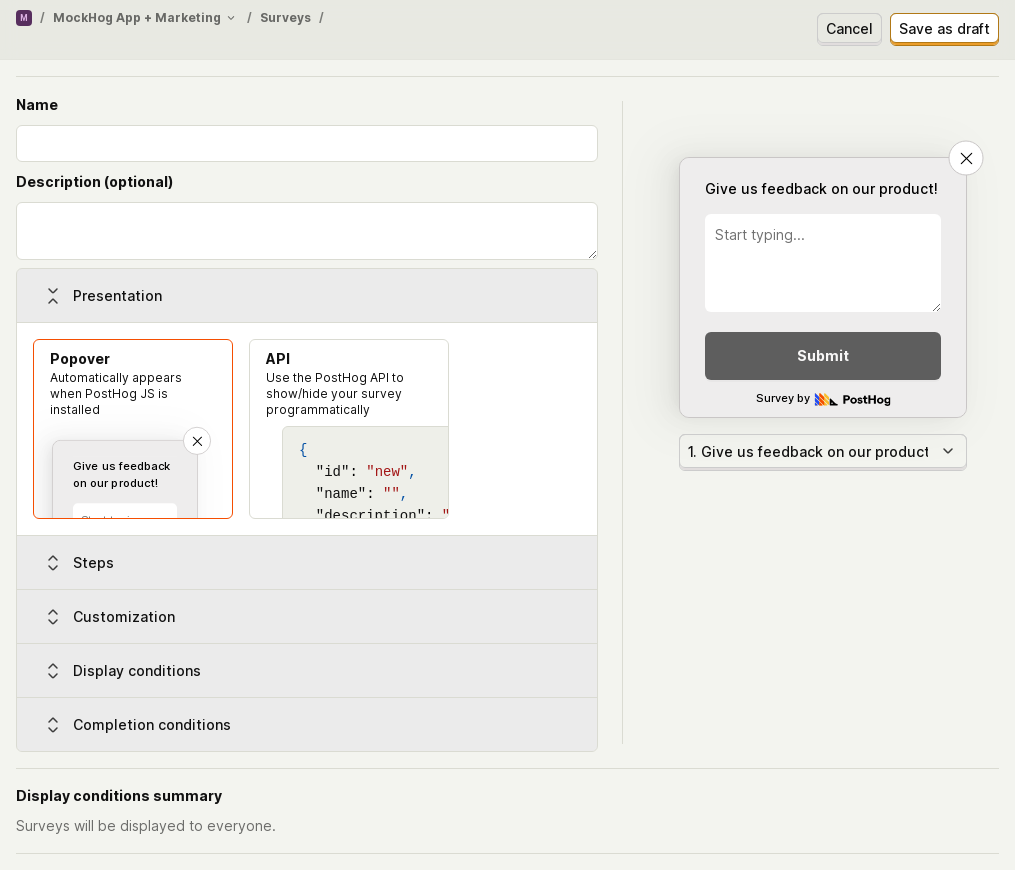 M / MockHog App + Marketing / Surveys /
Cancel Save as draft
Name
Description (optional)
Presentation
Popover
Automatically appears
when PostHog JS is
installed
Give us feedback
on our product!
API
Use the PostHog API to
show/hide your survey
programmatically
{
"id": "new",
"name": "",
"description": "
Steps
Customization
Display conditions
Completion conditions
Give us feedback on our product!
Start typing...
Submit
Survey by PostHog
1. Give us feedback on our product
Display conditions summary
Surveys will be displayed to everyone.